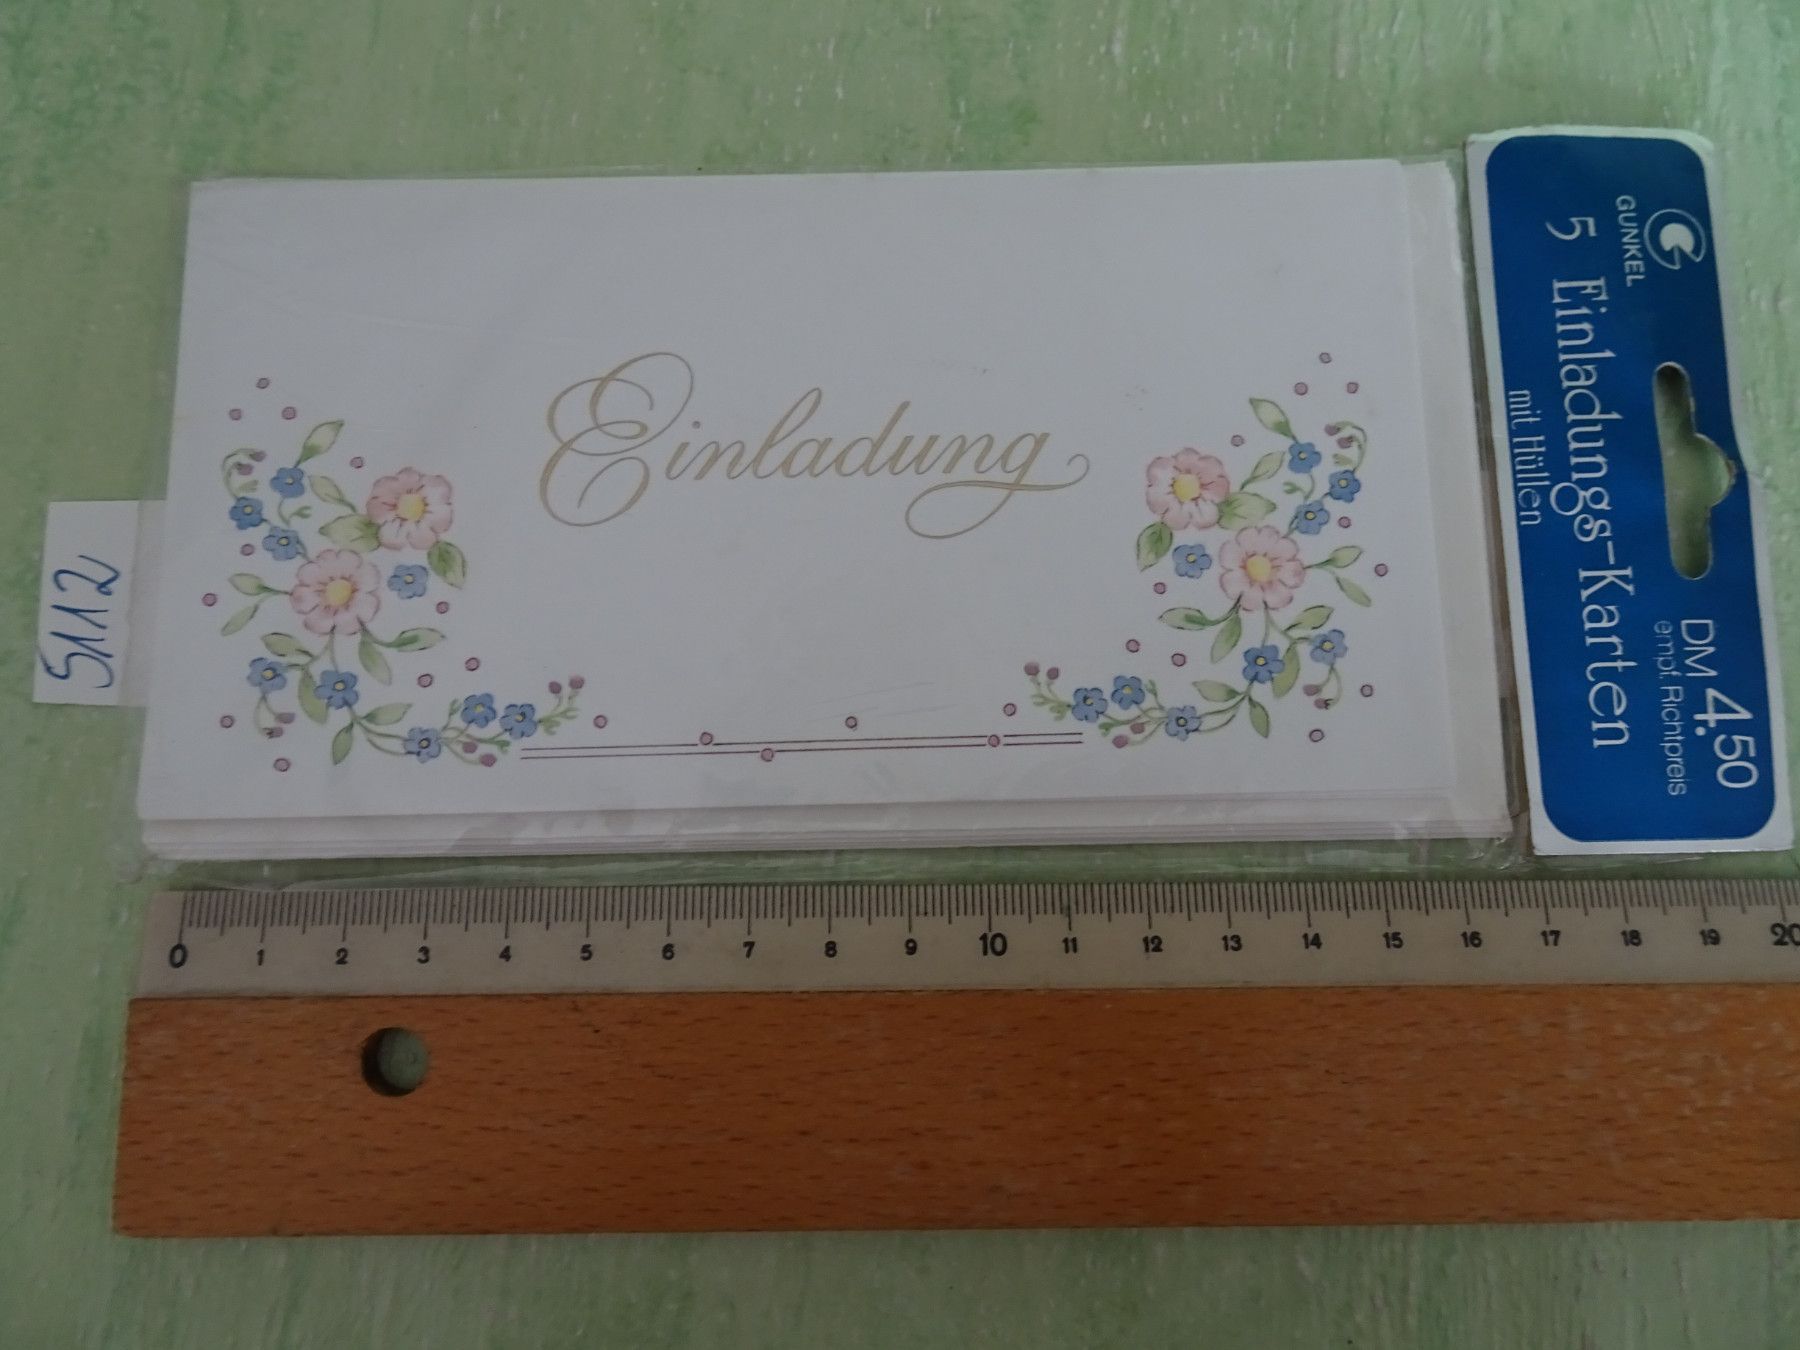 Einladung
5112
GUNKEL
5 Einladungs-Karten
mit Hüllen
DM 4.50
empf. Richtpreis
0 1 2 3 4 5 6 7 8 9 10 11 12 13 14 15 16 17 18 19 20